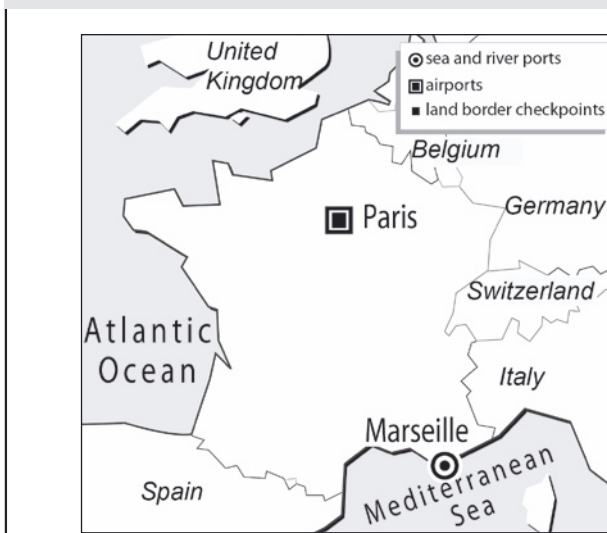 United
Kingdom
sea and river ports
airports
land border checkpoints
Belgium
Paris
Germany
Switzerland
Atlantic
Ocean
Italy
Marseille
Spain
Mediterranean
Sea